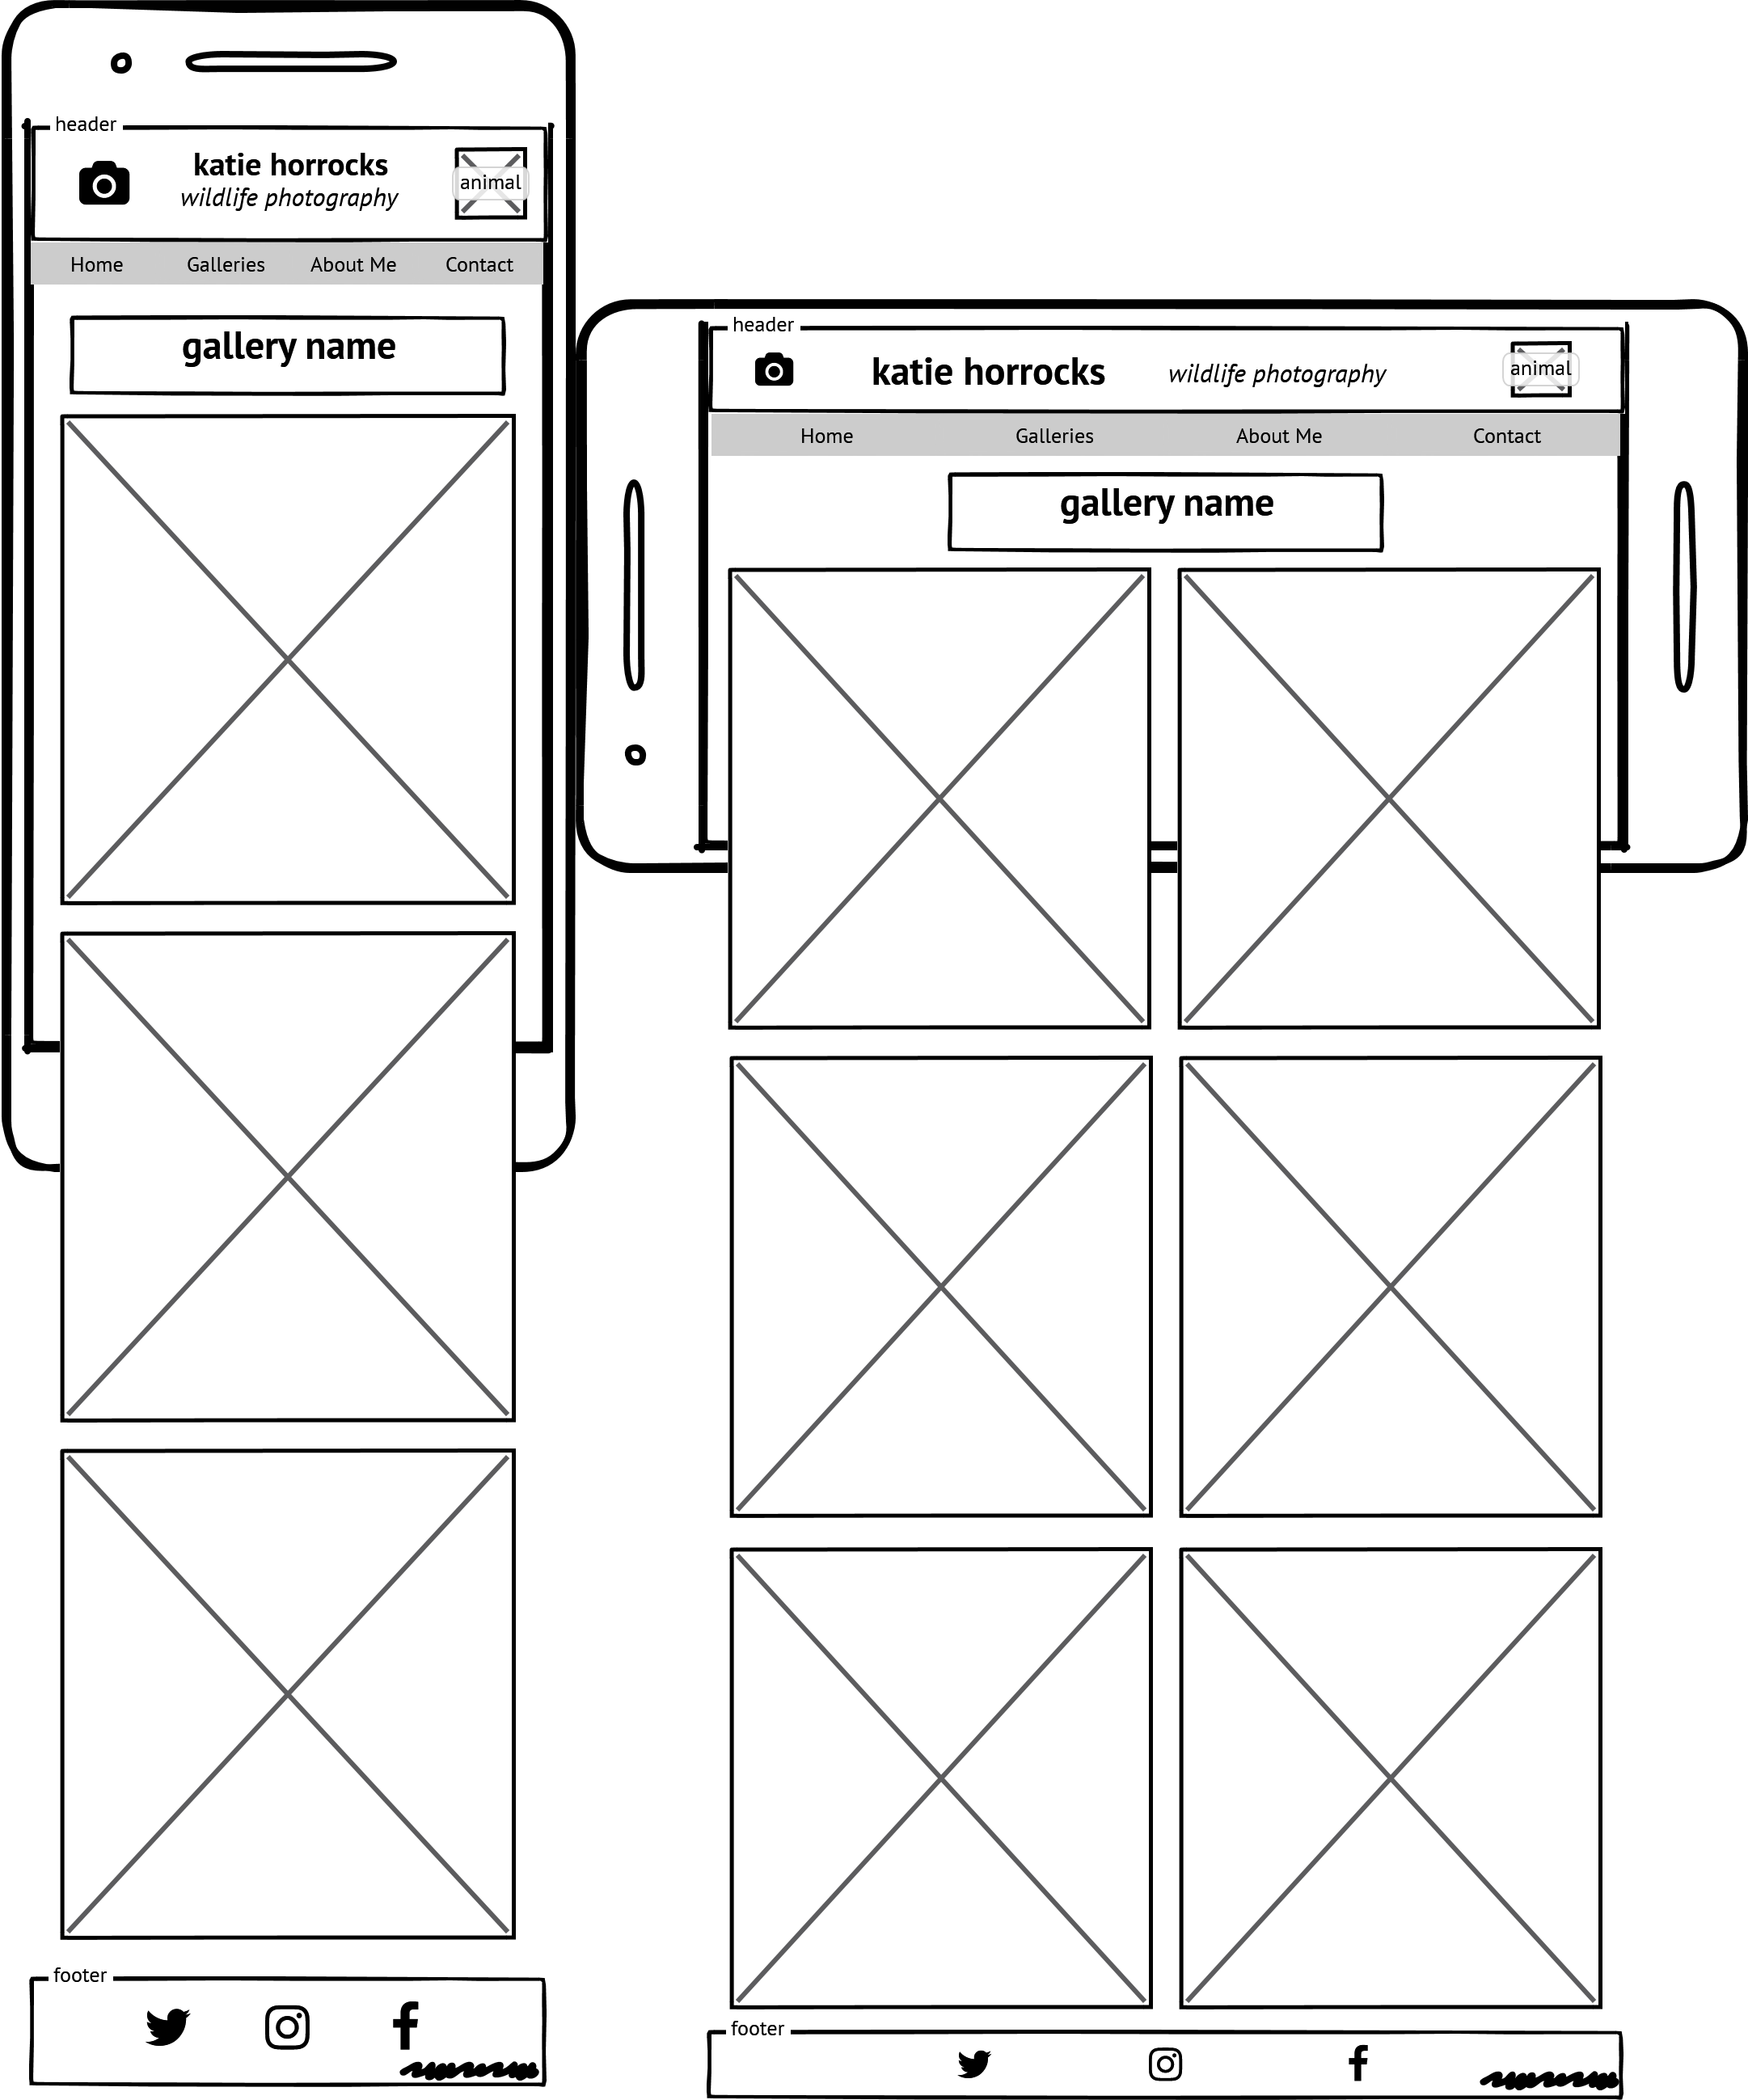 header
katie horrocks
wildlife photography
animal
Home Galleries About Me Contact
gallery name
footer
header
katie horrocks wildlife photography
animal
Home Galleries About Me Contact
gallery name
footer